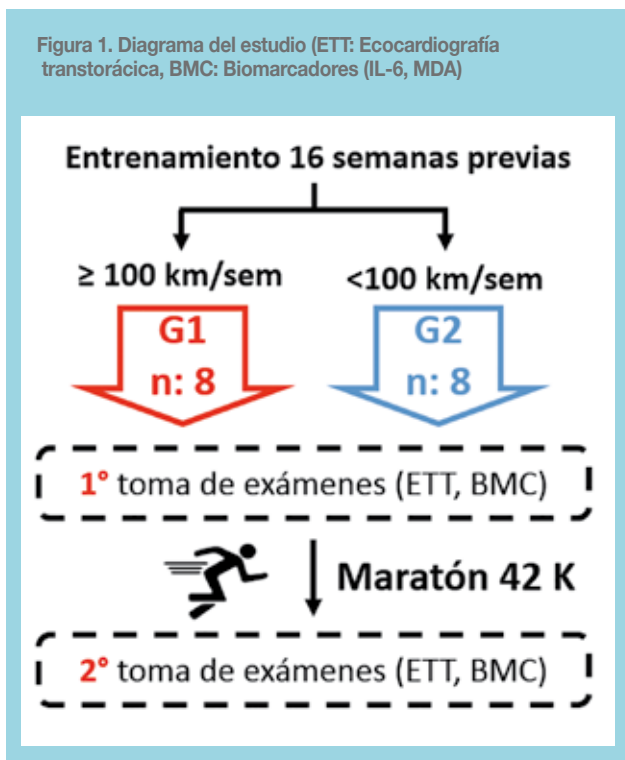 Figura 1. Diagrama del estudio (ETT: Ecocardiografía
transtorácica, BMC: Biomarcadores (IL-6, MDA)
Entrenamiento 16 semanas previas
≥ 100 km/sem
<100 km/sem
G1
n: 8
G2
n: 8
1° toma de exámenes (ETT, BMC)
Maratón 42 K
2° toma de exámenes (ETT, BMC)